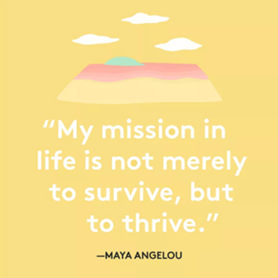 “My mission in
life is not merely
to survive, but
to thrive.”
—MAYA ANGELOU